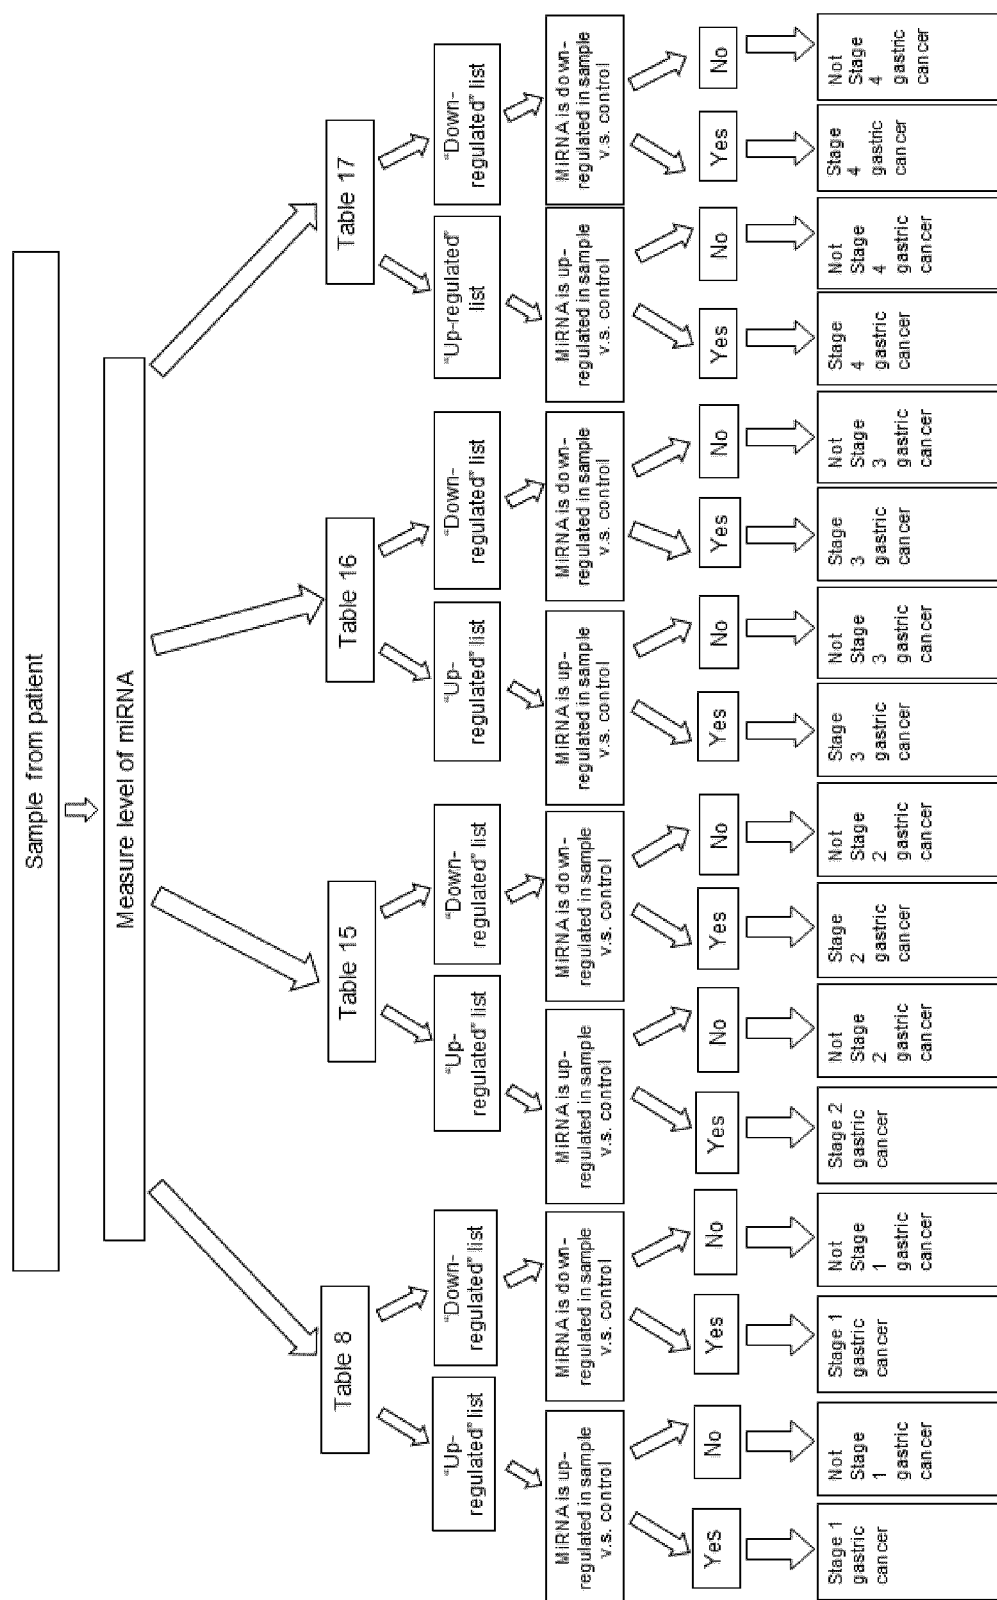 Sample from patient
Measure level of miRNA
Table 8
Table 15
Table 16
Table 17
"Up-
regulated" list
"Down-
regulated" list
"Up-
regulated" list
"Down-
regulated" list
"Up-
regulated" list
"Down-
regulated" list
"Up-regulated"
list
"Down-
regulated" list
MiRNA is up-
regulated in sample
v.s. control
MiRNA is down-
regulated in sample
v.s. control
MiRNA is up-
regulated in sample
v.s. control
MiRNA is down-
regulated in sample
v.s. control
MiRNA is up-
regulated in sample
v.s. control
MiRNA is down-
regulated in sample
v.s. control
MiRNA is up-
regulated in sample
v.s. control
MiRNA is down-
regulated in sample
v.s. control
Yes
No
Yes
No
Yes
No
Yes
No
Yes
No
Yes
No
Yes
No
Yes
No
Stage 1
gastric
cancer
Not
Stage
1
gastric
cancer
Stage 1
gastric
cancer
Not
Stage
1
gastric
cancer
Stage 2
gastric
cancer
Not
Stage
2
gastric
cancer
Stage
2
gastric
cancer
Not
Stage
2
gastric
cancer
Stage
3
gastric
cancer
Not
Stage
3
gastric
cancer
Stage
3
gastric
cancer
Not
Stage
3
gastric
cancer
Stage
4
gastric
cancer
Not
Stage
4
gastric
cancer
Stage
4
gastric
cancer
Not
Stage
4
gastric
cancer